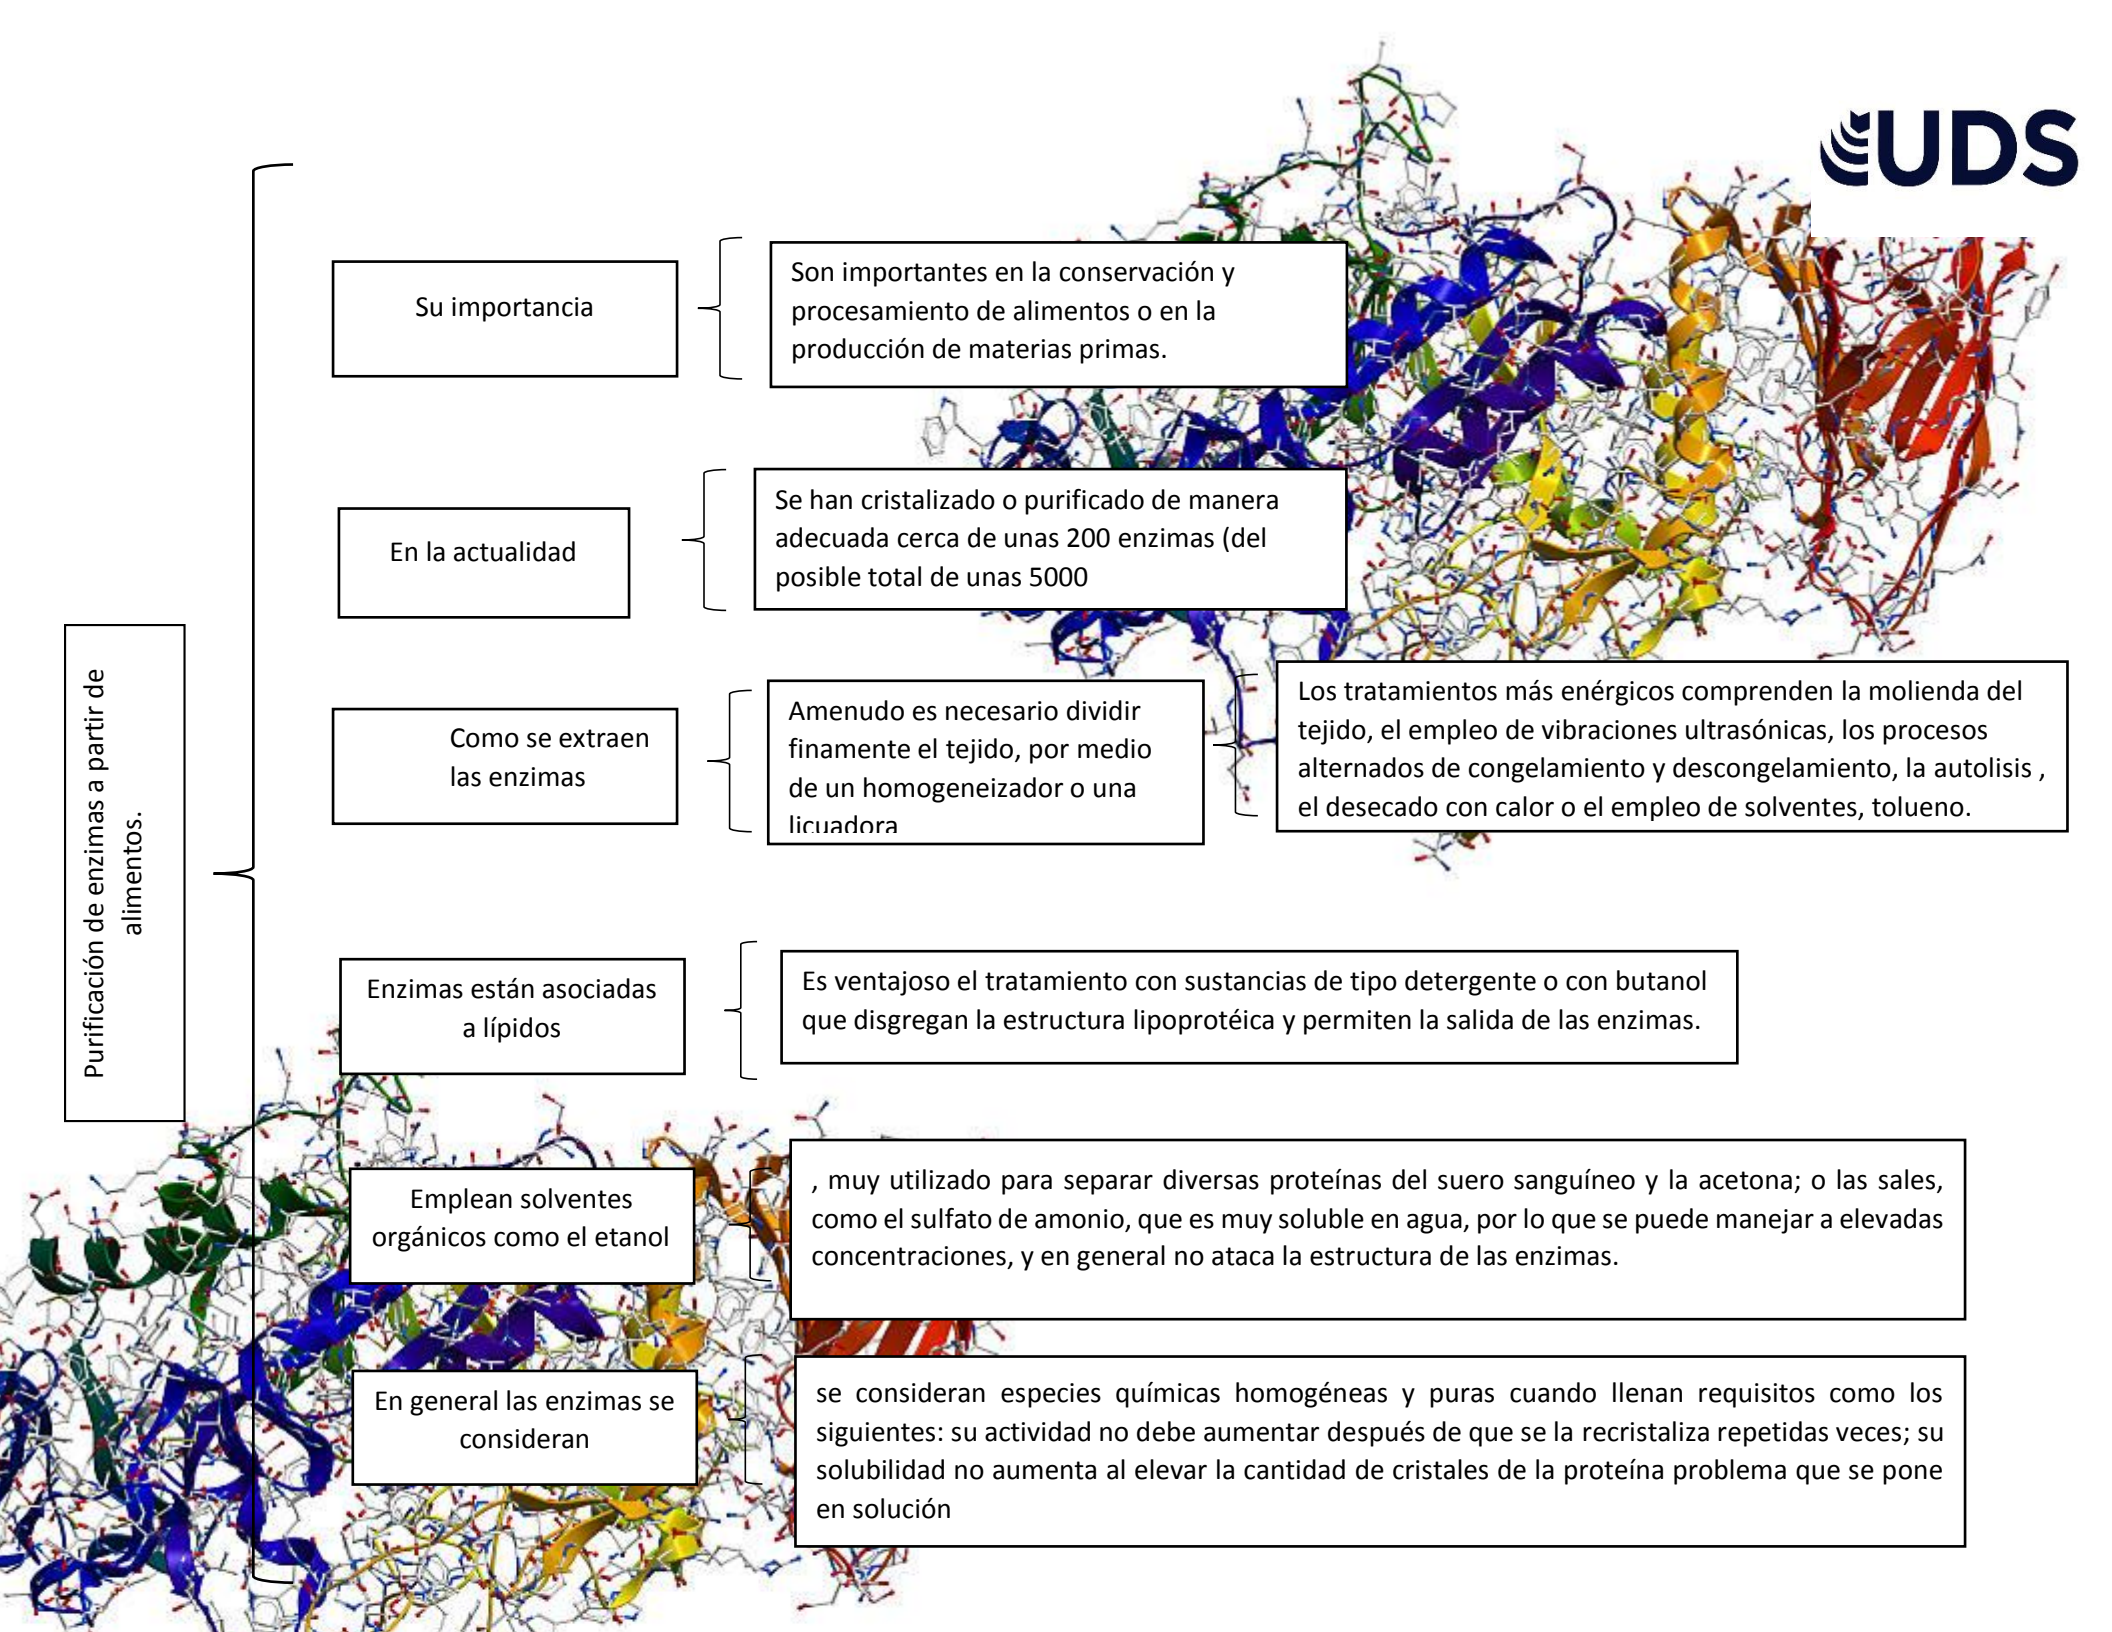 UDS
Purificación de enzimas a partir de
alimentos.
Su importancia
Son importantes en la conservación y
procesamiento de alimentos o en la
producción de materias primas.
En la actualidad
Se han cristalizado o purificado de manera
adecuada cerca de unas 200 enzimas (del
posible total de unas 5000
Como se extraen
las enzimas
Amenudo es necesario dividir
finamente el tejido, por medio
de un homogeneizador o una
licuadora
Los tratamientos más enérgicos comprenden la molienda del
tejido, el empleo de vibraciones ultrasónicas, los procesos
alternados de congelamiento y descongelamiento, la autolisis ,
el desecado con calor o el empleo de solventes, tolueno.
Enzimas están asociadas
a lípidos
Es ventajoso el tratamiento con sustancias de tipo detergente o con butanol
que disgregan la estructura lipoprotéica y permiten la salida de las enzimas.
Emplean solventes
orgánicos como el etanol
, muy utilizado para separar diversas proteínas del suero sanguíneo y la acetona; o las sales,
como el sulfato de amonio, que es muy soluble en agua, por lo que se puede manejar a elevadas
concentraciones, y en general no ataca la estructura de las enzimas.
En general las enzimas se
consideran
se consideran especies químicas homogéneas y puras cuando llenan requisitos como los
siguientes: su actividad no debe aumentar después de que se la recristaliza repetidas veces; su
solubilidad no aumenta al elevar la cantidad de cristales de la proteína problema que se pone
en solución